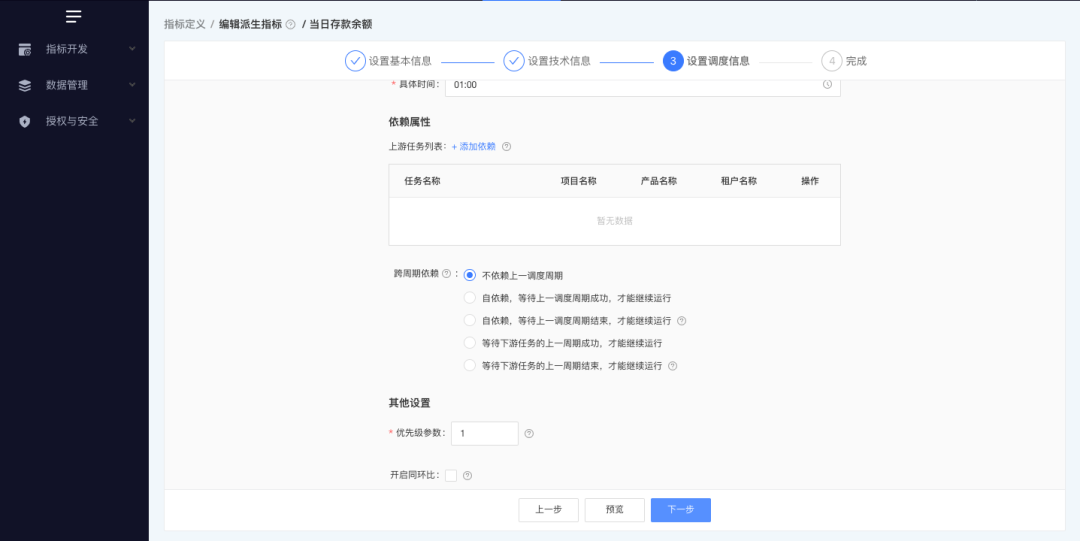 指标定义 / 编辑派生指标 / 当日存款余额
指标开发
数据管理
授权与安全
设置基本信息
设置技术信息
3 设置调度信息
4 完成
* 具体时间: 01:00
依赖属性
上游任务列表: + 添加依赖
任务名称 项目名称 产品名称 租户名称 操作
暂无数据
跨周期依赖 :
不依赖上一调度周期
自依赖，等待上一调度周期成功，才能继续运行
自依赖，等待上一调度周期结束，才能继续运行
等待下游任务的上一周期成功，才能继续运行
等待下游任务的上一周期结束，才能继续运行
其他设置
* 优先级参数: 1
开启同环比:
上一步 预览 下一步